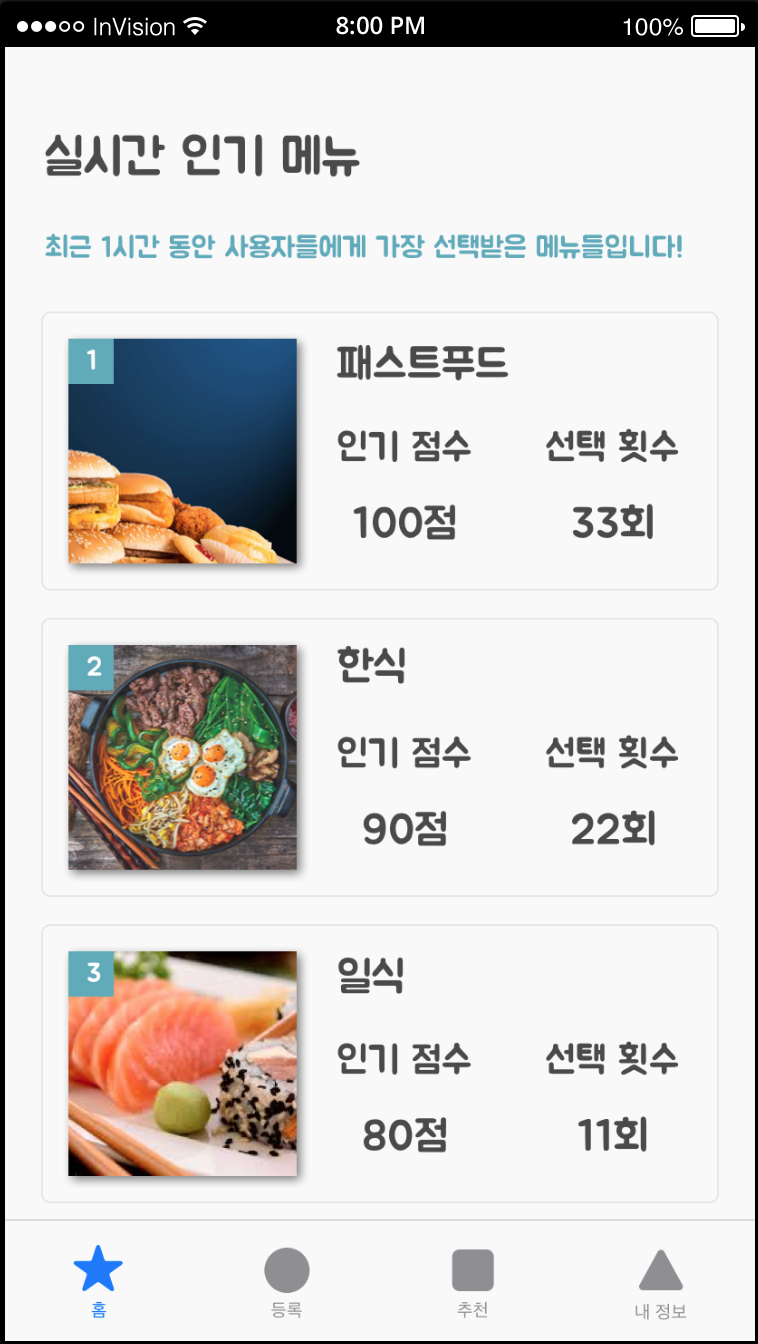 InVision 8:00 PM 100%
실시간 인기 메뉴
최근 1시간 동안 사용자들에게 가장 선택받은 메뉴들입니다!
1
패스트푸드
인기 점수 선택 횟수
100점 33회
2
한식
인기 점수 선택 횟수
90점 22회
3
일식
인기 점수 선택 횟수
80점 11회
홈 등록 추천 내 정보